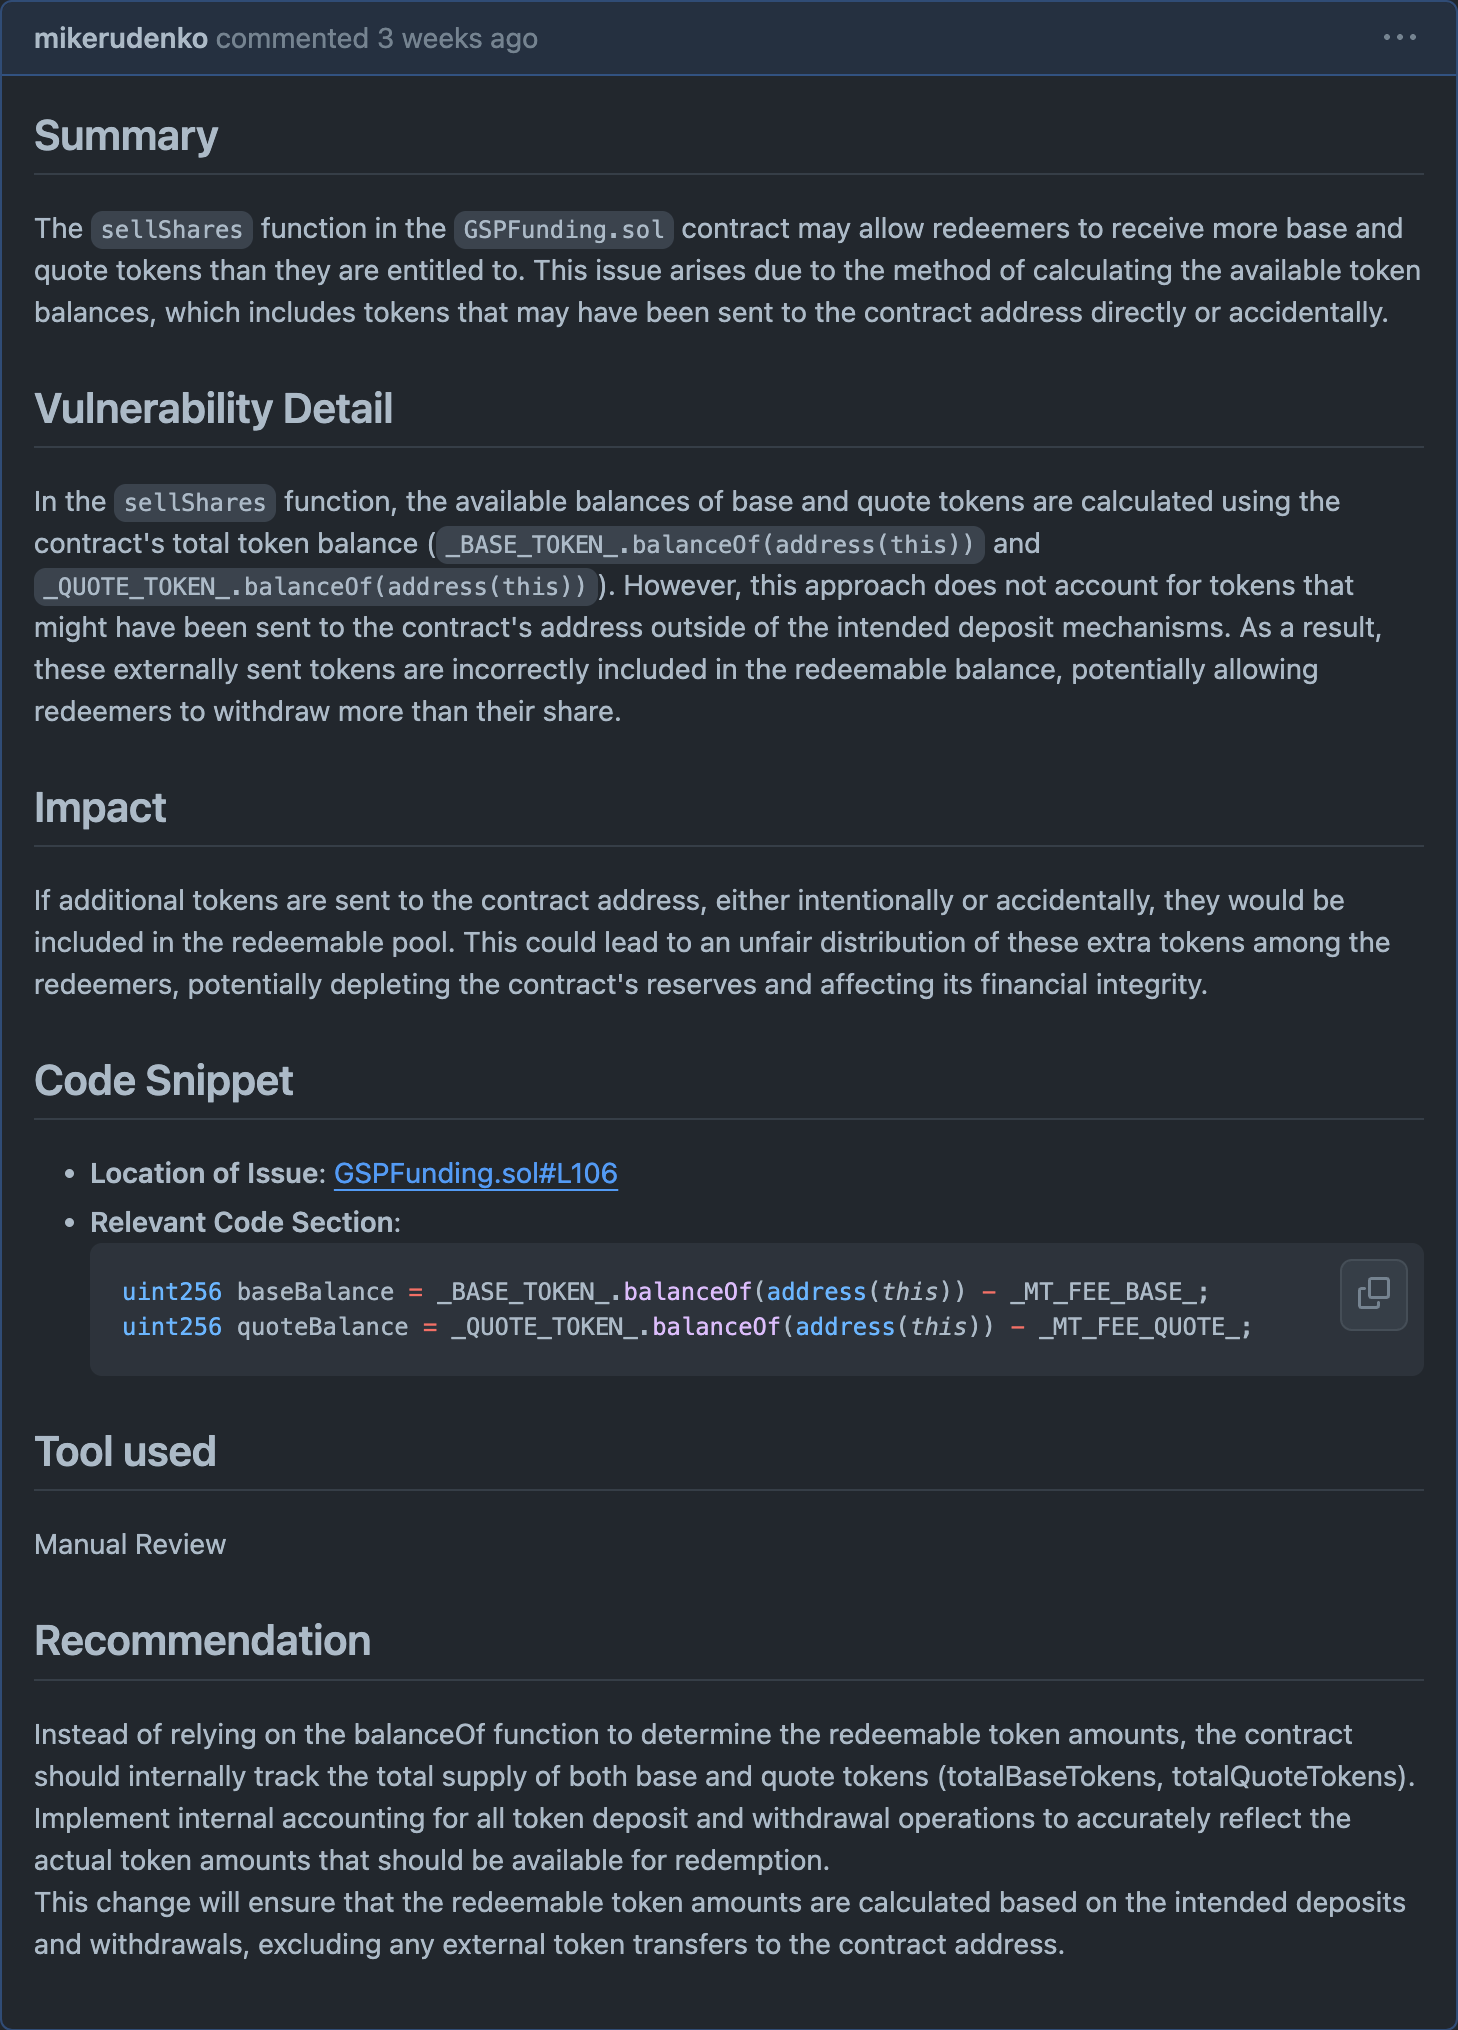 mikerudenko commented 3 weeks ago
Summary
The sellShares function in the GSPFunding.sol contract may allow redeemers to receive more base and
quote tokens than they are entitled to. This issue arises due to the method of calculating the available token
balances, which includes tokens that may have been sent to the contract address directly or accidentally.
Vulnerability Detail
In the sellShares function, the available balances of base and quote tokens are calculated using the
contract's total token balance (_BASE_TOKEN_.balanceOf(address(this)) and
_QUOTE_TOKEN_.balanceOf(address(this))). However, this approach does not account for tokens that
might have been sent to the contract's address outside of the intended deposit mechanisms. As a result,
these externally sent tokens are incorrectly included in the redeemable balance, potentially allowing
redeemers to withdraw more than their share.
Impact
If additional tokens are sent to the contract address, either intentionally or accidentally, they would be
included in the redeemable pool. This could lead to an unfair distribution of these extra tokens among the
redeemers, potentially depleting the contract's reserves and affecting its financial integrity.
Code Snippet
• Location of Issue: GSPFunding.sol#L106
• Relevant Code Section:
uint256 baseBalance = _BASE_TOKEN_.balanceOf(address(this)) - _MT_FEE_BASE_;
uint256 quoteBalance = _QUOTE_TOKEN_.balanceOf(address(this)) - _MT_FEE_QUOTE_;
Tool used
Manual Review
Recommendation
Instead of relying on the balanceOf function to determine the redeemable token amounts, the contract
should internally track the total supply of both base and quote tokens (totalBaseTokens, totalQuoteTokens).
Implement internal accounting for all token deposit and withdrawal operations to accurately reflect the
actual token amounts that should be available for redemption.
This change will ensure that the redeemable token amounts are calculated based on the intended deposits
and withdrawals, excluding any external token transfers to the contract address.